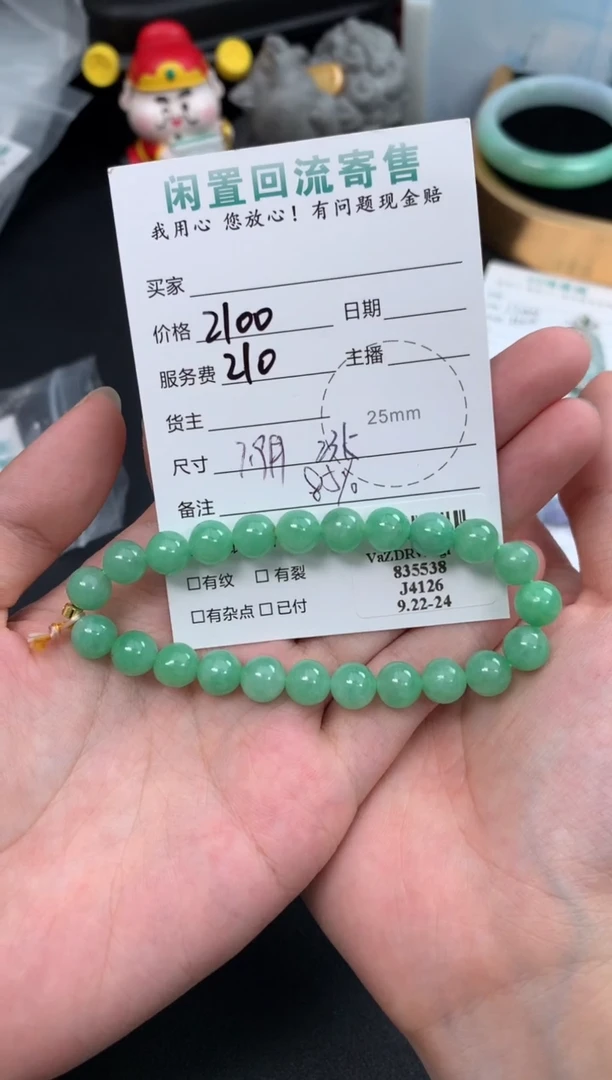 闲置回流寄售
我用心 您放心！有问题现金赔
买家
价格 2100 日期
服务费 210 主播
货主
25mm
尺寸 23K
85%
备注
□有纹 □有裂
835538
□有杂点 □已付
J4126
9.22-24